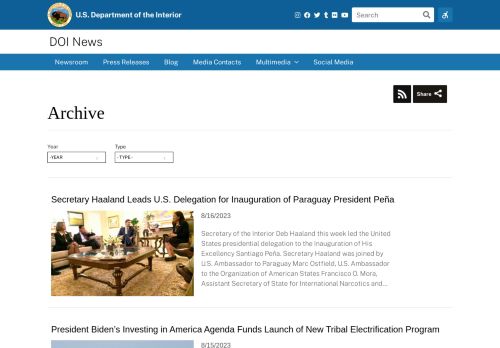 U.S. Department of the Interior
Search
DOI News
Newsroom Press Releases Blog Media Contacts Multimedia Social Media
Share
Archive
Year Type
-YEAR - TYPE -
Secretary Haaland Leads U.S. Delegation for Inauguration of Paraguay President Peña
8/16/2023
Secretary of the Interior Deb Haaland this week led the United
States presidential delegation to the Inauguration of His
Excellency Santiago Peña. Secretary Haaland was joined by
U.S. Ambassador to Paraguay Marc Ostfield, U.S. Ambassador
to the Organization of American States Francisco O. Mora,
Assistant Secretary of State for International Narcotics and...
President Biden's Investing in America Agenda Funds Launch of New Tribal Electrification Program
8/15/2023